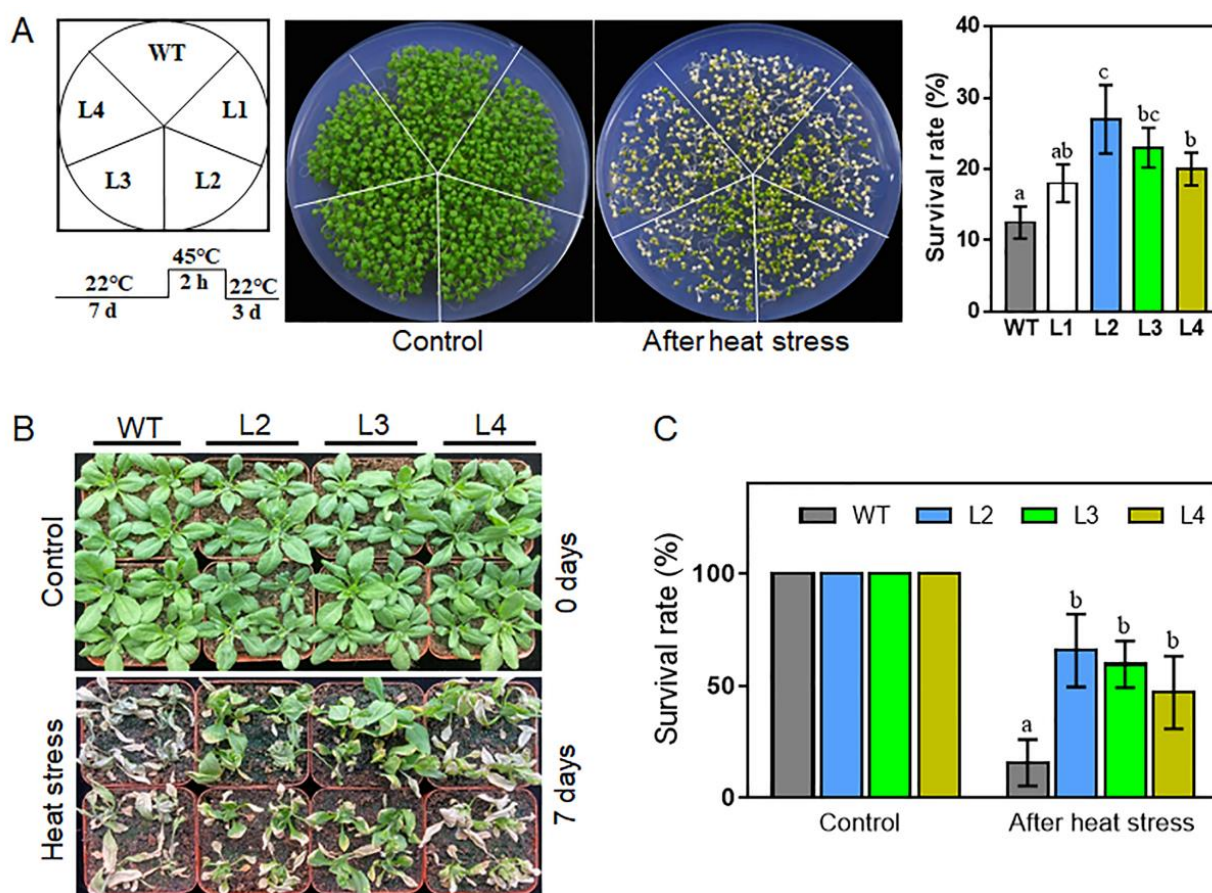 A
WT
L4
L1
L3
L2
45°C
22°C
2 h
22°C
7 d
3 d
Control
After heat stress
Survival rate (%)
40
30
20
10
0
a
ab
c
bc
b
WT
L1
L2
L3
L4
B
WT
L2
L3
L4
Control
0 days
Heat stress
7 days
C
WT
L2
L3
L4
Survival rate (%)
100
50
0
a
b
b
b
Control
After heat stress